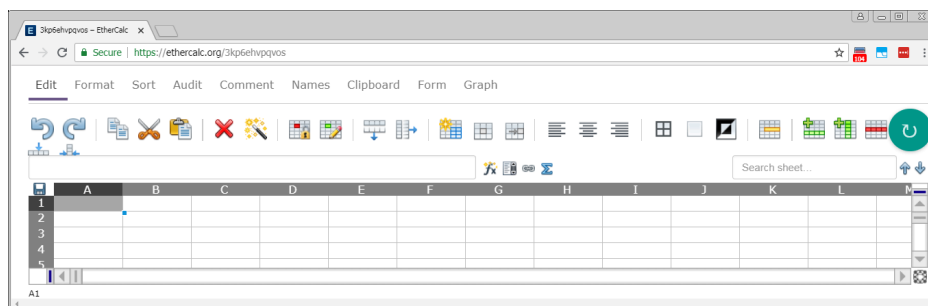 3kp6ehvpqvos – EtherCalc
Secure https://ethercalc.org/3kp6ehvpqvos
104
Edit Format Sort Audit Comment Names Clipboard Form Graph
Search sheet...
A B C D E F G H I J K L M
1
2
3
4
5
A1